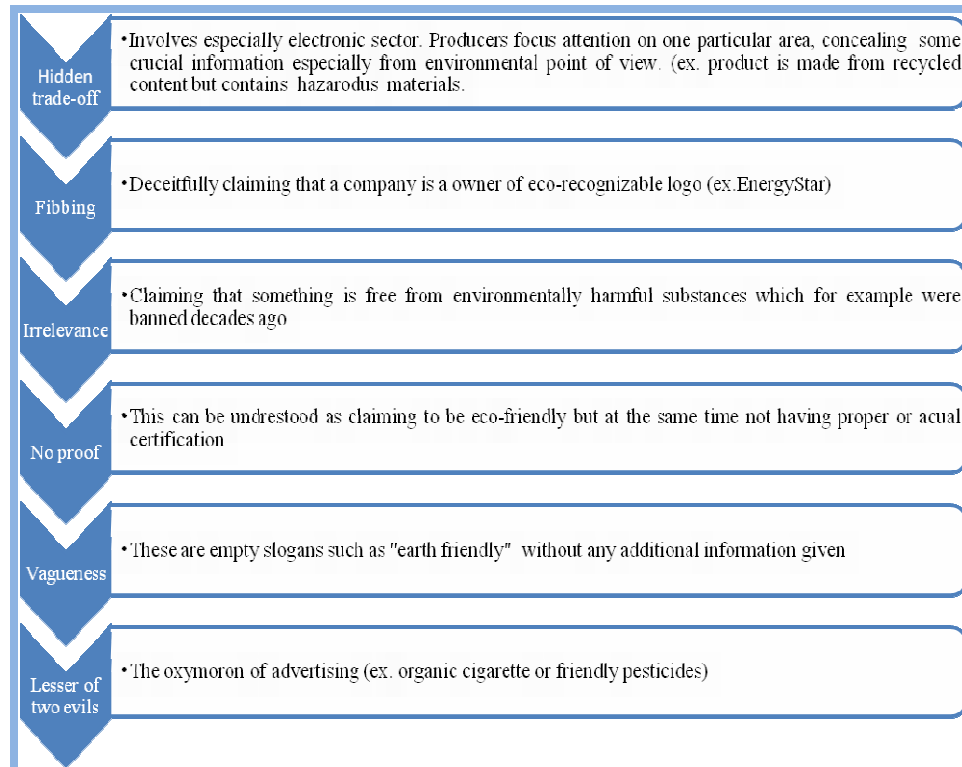 Hidden
trade-off
•Involves especially electronic sector. Producers focus attention on one particular area, concealing some
crucial information especially from environmental point of view. (ex. product is made from recycled
content but contains hazarodus materials.
Fibbing
•Deceitfully claiming that a company is a owner of eco-recognizable logo (ex.EnergyStar)
Irrelevance
•Claiming that something is free from environmentally harmful substances which for example were
banned decades ago
No proof
•This can be undrestood as claiming to be eco-friendly but at the same time not having proper or acual
certification
Vagueness
•These are empty slogans such as "earth friendly" without any additional information given
Lesser of
two evils
•The oxymoron of advertising (ex. organic cigarette or friendly pesticides)